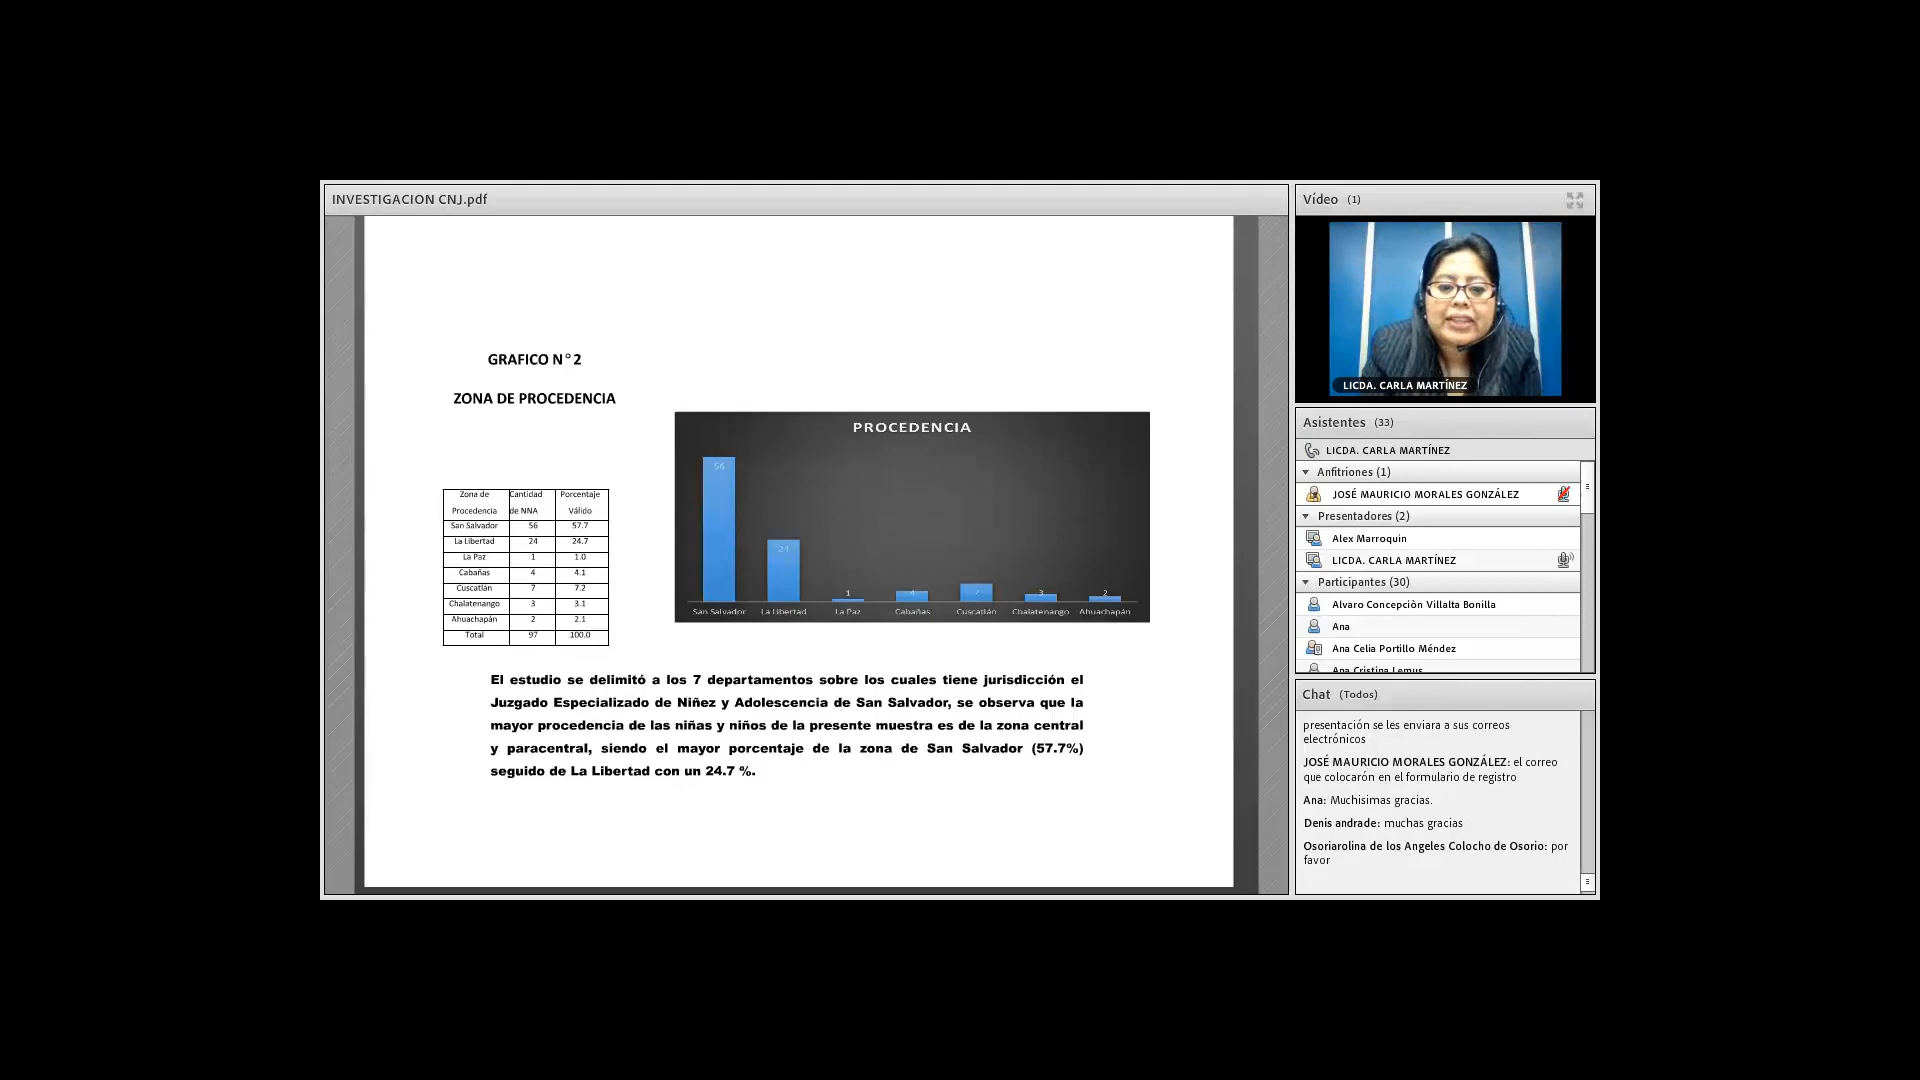 INVESTIGACION CNJ.pdf
GRAFICO N°2
ZONA DE PROCEDENCIA
Zona de Procedencia Cantidad de NNA Porcentaje Válido
San Salvador 56 57.7
La Libertad 24 24.7
La Paz 1 1.0
Cabañas 4 4.1
Cuscatlán 7 7.2
Chalatenango 3 3.1
Ahuachapán 2 2.1
Total 97 100.0
PROCEDENCIA
56 24 1 4 7 3 2
San Salvador La Libertad La Paz Cabañas Cuscatlán Chalatenango Ahuachapán
El estudio se delimitó a los 7 departamentos sobre los cuales tiene jurisdicción el
Juzgado Especializado de Niñez y Adolescencia de San Salvador, se observa que la
mayor procedencia de las niñas y niños de la presente muestra es de la zona central
y paracentral, siendo el mayor porcentaje de la zona de San Salvador (57.7%)
seguido de La Libertad con un 24.7 %.
Vídeo (1)
LICDA. CARLA MARTÍNEZ
Asistentes (33)
LICDA. CARLA MARTÍNEZ
Anfitriones (1)
JOSÉ MAURICIO MORALES GONZÁLEZ
Presentadores (2)
Alex Marroquin
LICDA. CARLA MARTÍNEZ
Participantes (30)
Alvaro Concepciòn Villalta Bonilla
Ana
Ana Celia Portillo Méndez
Ana Cristina Lemus
Chat (Todos)
presentación se les enviara a sus correos
electrónicos
JOSÉ MAURICIO MORALES GONZÁLEZ: el correo
que colocarón en el formulario de registro
Ana: Muchisimas gracias.
Denis andrade: muchas gracias
Osoriarolina de los Angeles Colocho de Osorio: por
favor